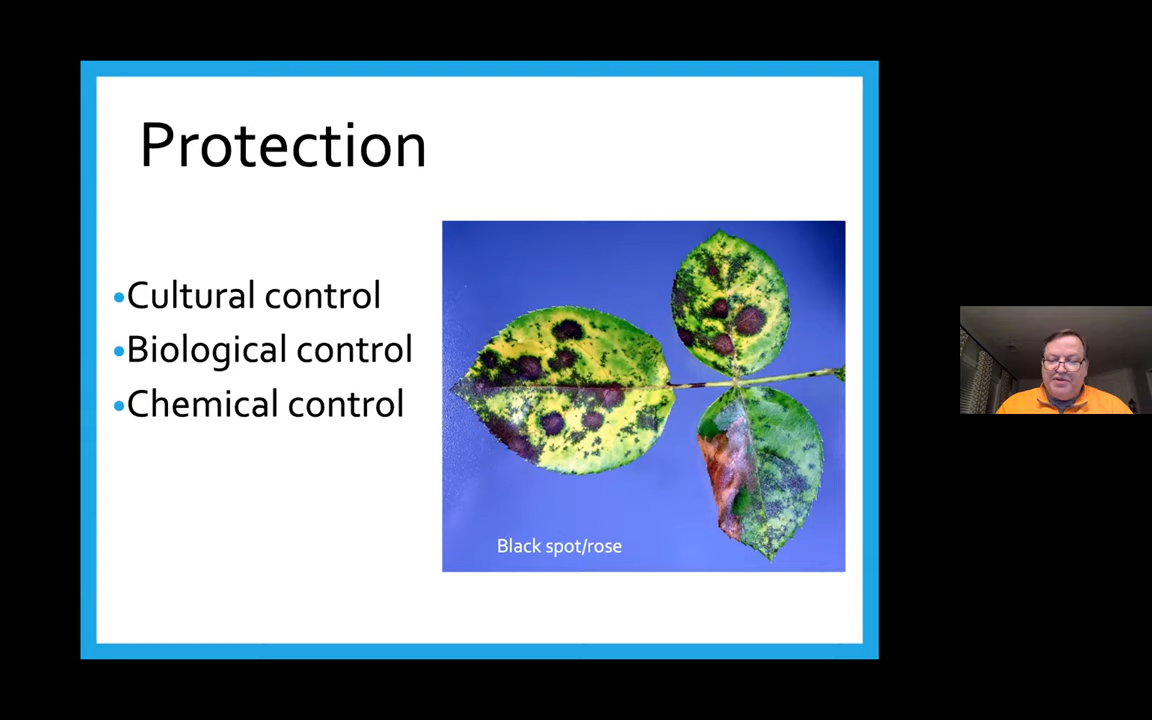 Protection
•Cultural control
•Biological control
•Chemical control
Black spot/rose